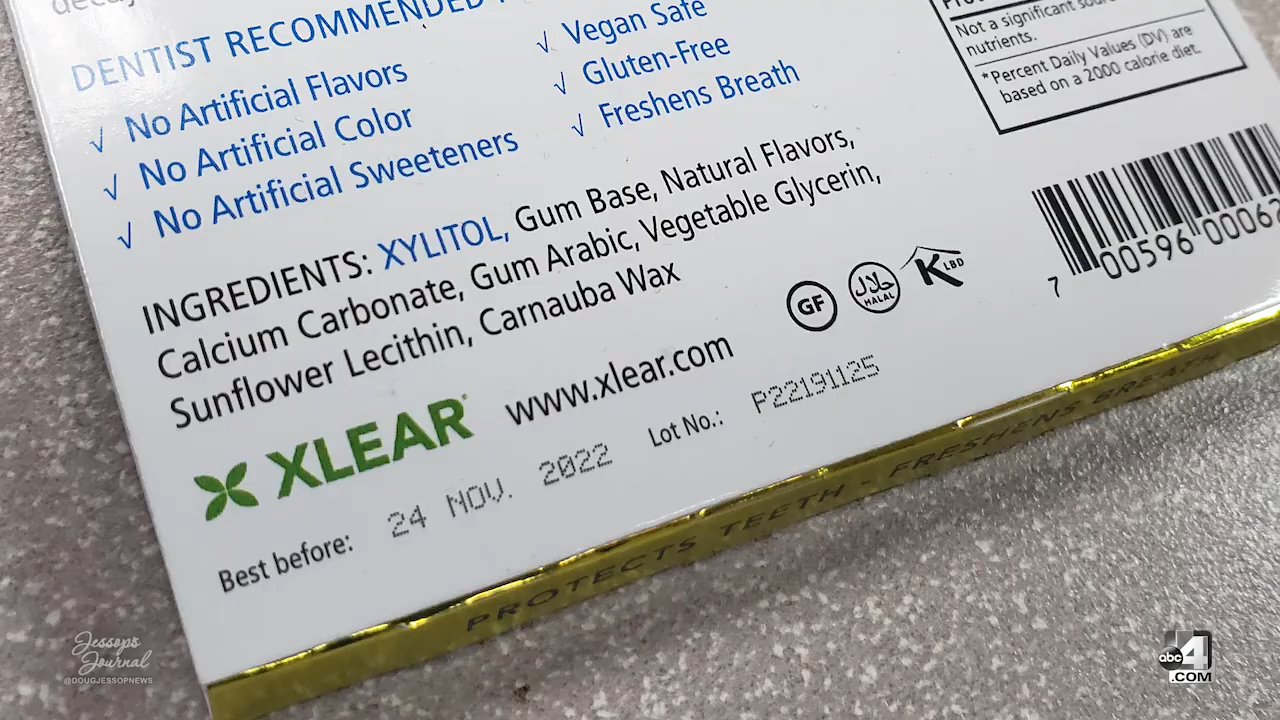 decay
DENTIST RECOMMENDED
√ No Artificial Flavors
√ No Artificial Color
√ No Artificial Sweeteners
√ Vegan Safe
√ Gluten-Free
√ Freshens Breath
Not a significant
nutrients.
*Percent Daily Values (DV) are
based on a 2000 calorie diet.
INGREDIENTS: XYLITOL, Gum Base, Natural Flavors,
Calcium Carbonate, Gum Arabic, Vegetable Glycerin,
Sunflower Lecithin, Carnauba Wax
GF
حلال
HALAL
K LBD
7 00596 00062
XLEAR® www.xlear.com
Best before: 24 NOV. 2022 Lot No.: P22191125
PROTECTS TEETH - FRESHENS BREATH
Jessop's
Journal
@DOUGJESSOPNEWS
abc4
.COM